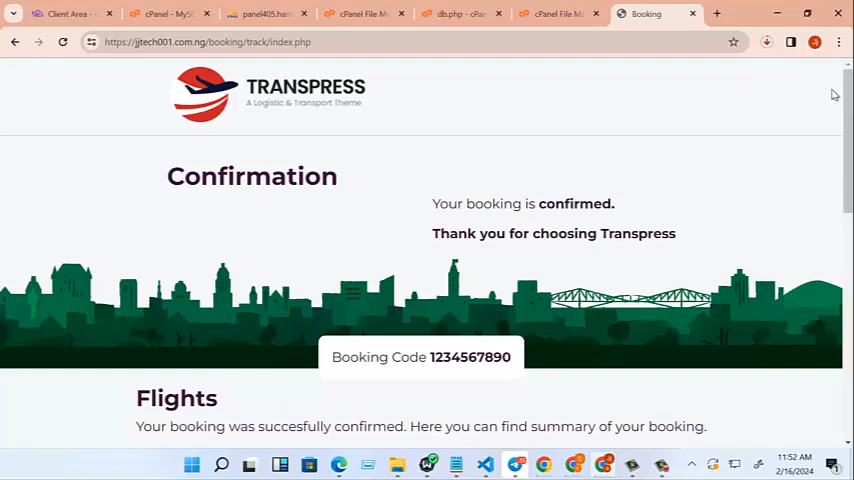 Client Area -
cPanel - MySQ
panel405.har
cPanel File Ma
db.php - cPan
cPanel File Ma
Booking
https://jjtech001.com.ng/booking/track/index.php
TRANSPRESS
A Logistic & Transport Theme
Confirmation
Your booking is confirmed.
Thank you for choosing Transpress
Booking Code 1234567890
Flights
Your booking was succesfully confirmed. Here you can find summary of your booking.
11:52 AM
2/16/2024